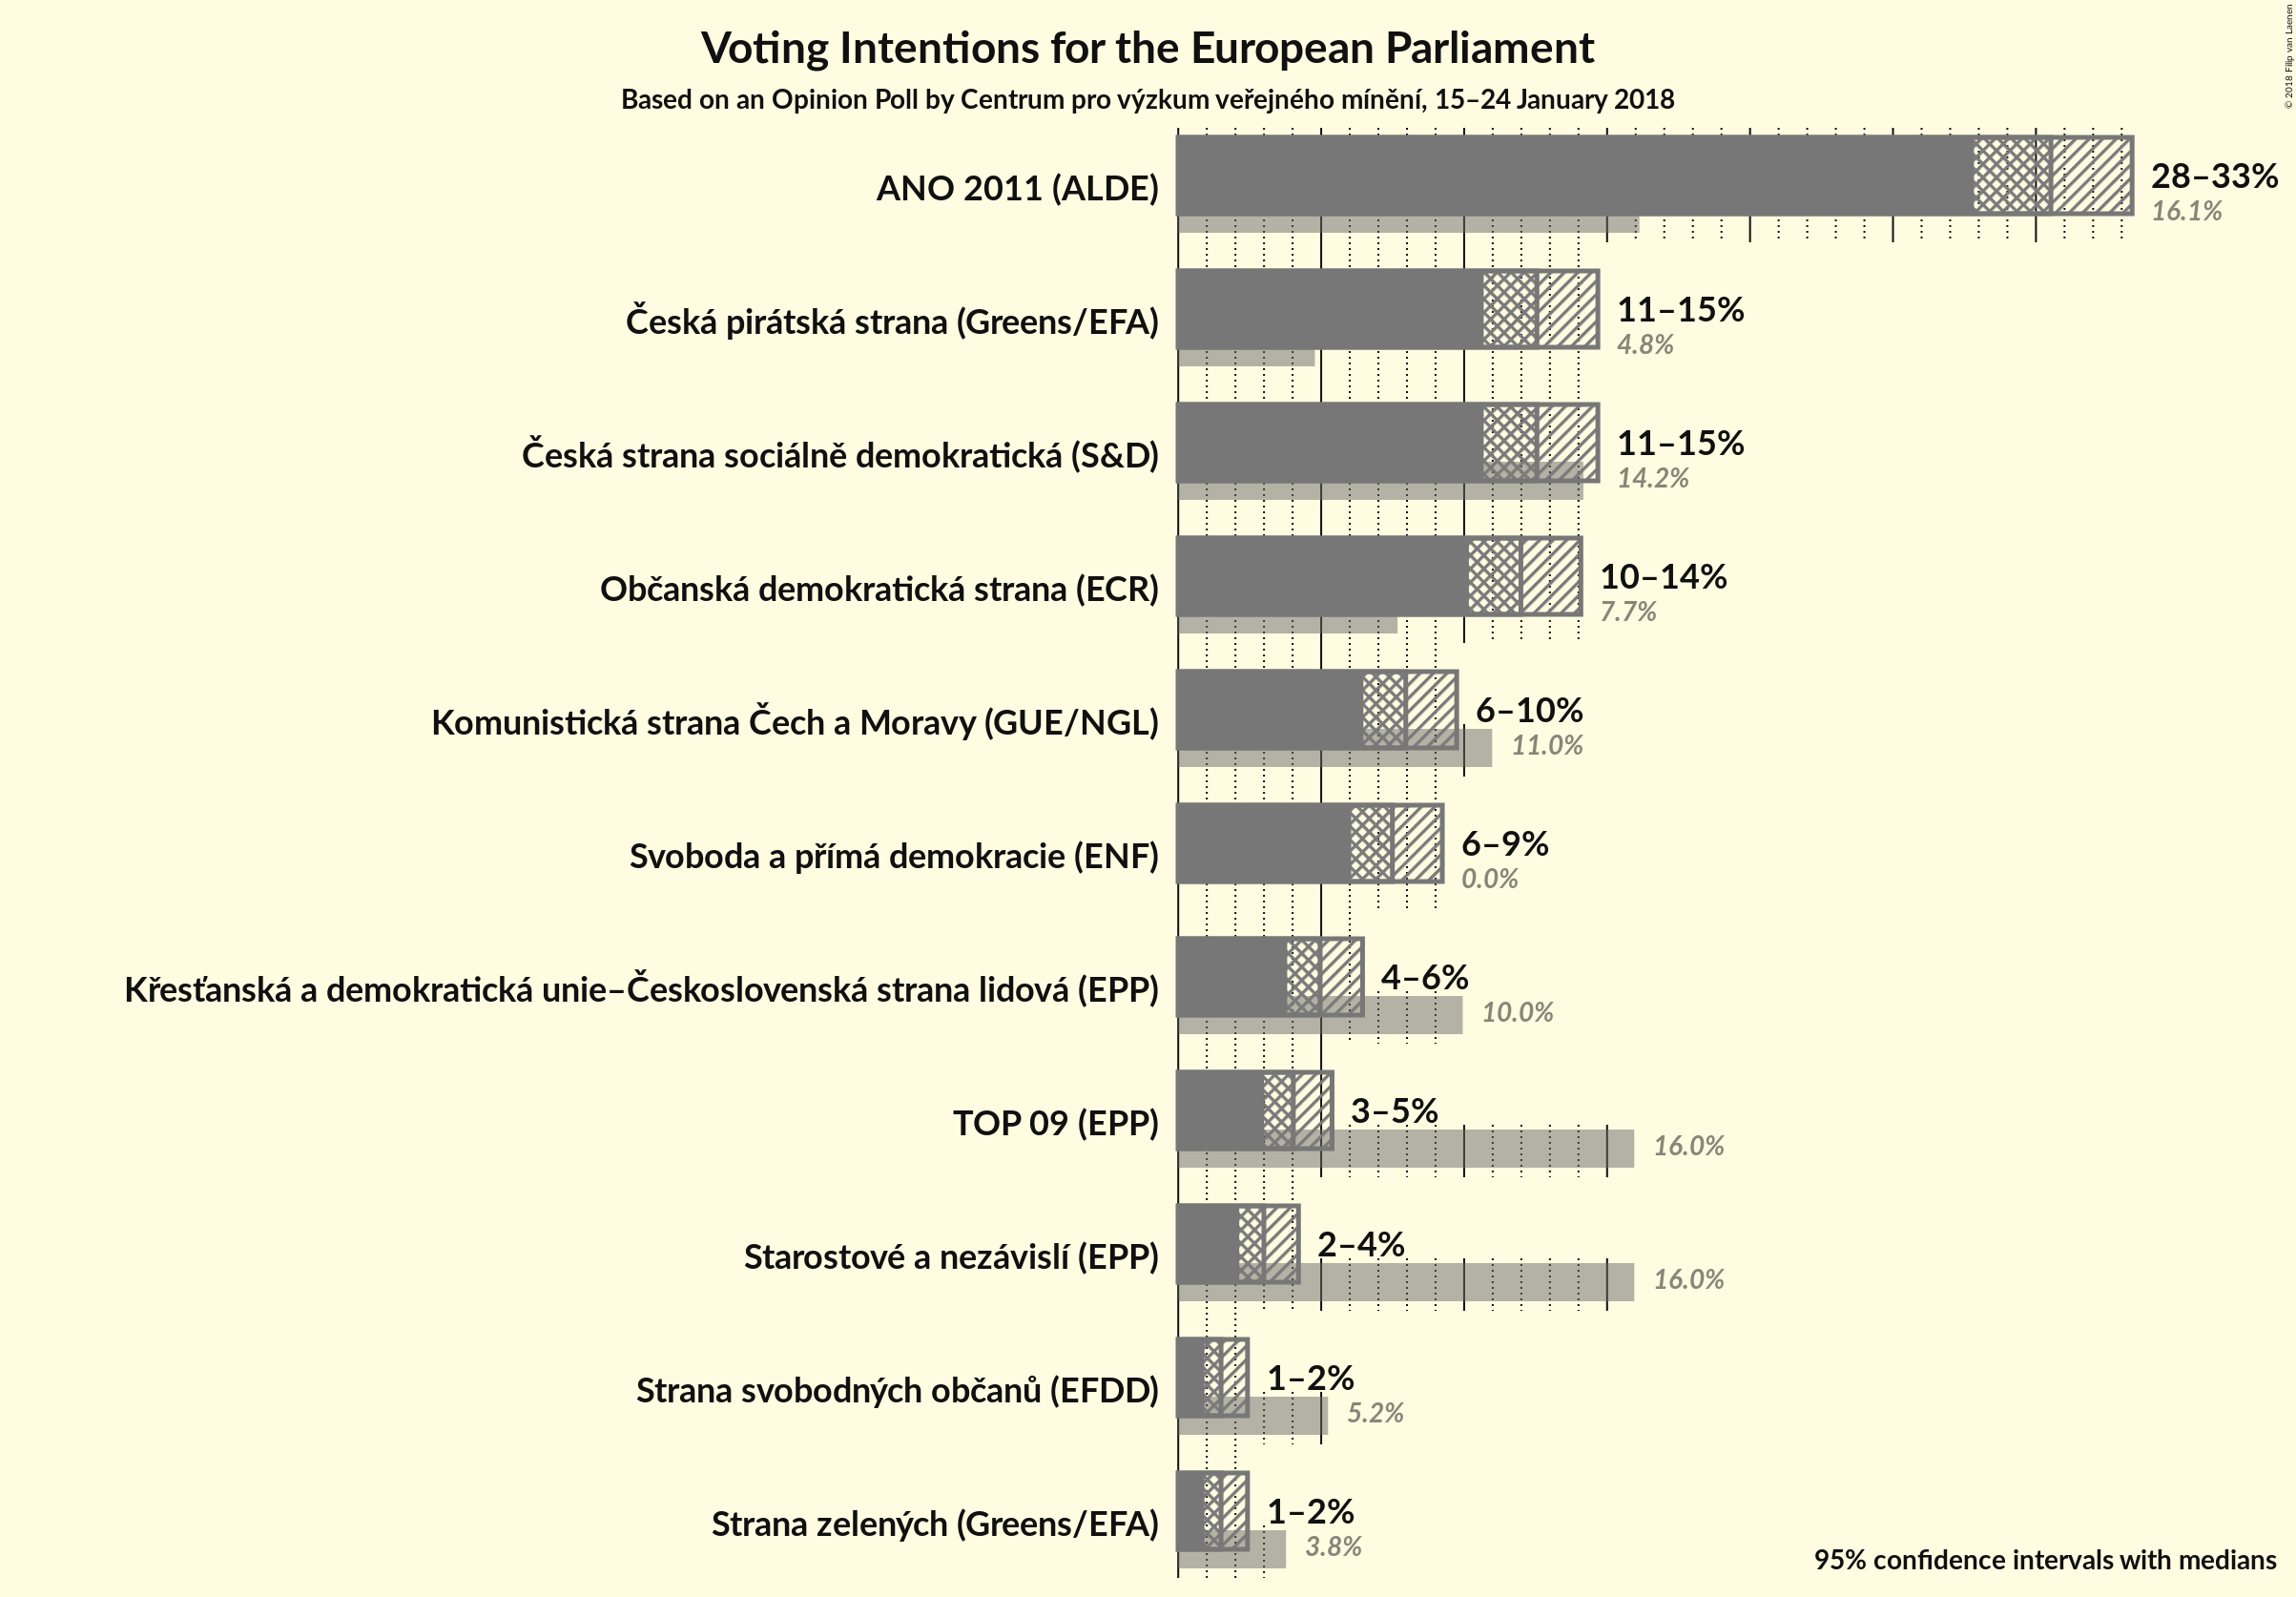 Voting Intentions for the European Parliament
Based on an Opinion Poll by Centrum pro výzkum veřejného mínění, 15–24 January 2018
© 2018 Filip van Laenen
ANO 2011 (ALDE)
28–33%
16.1%
Česká pirátská strana (Greens/EFA)
11–15%
4.8%
Česká strana sociálně demokratická (S&D)
11–15%
14.2%
Občanská demokratická strana (ECR)
10–14%
7.7%
Komunistická strana Čech a Moravy (GUE/NGL)
6–10%
11.0%
Svoboda a přímá demokracie (ENF)
6–9%
0.0%
Křesťanská a demokratická unie–Československá strana lidová (EPP)
4–6%
10.0%
TOP 09 (EPP)
3–5%
16.0%
Starostové a nezávislí (EPP)
2–4%
16.0%
Strana svobodných občanů (EFDD)
1–2%
5.2%
Strana zelených (Greens/EFA)
1–2%
3.8%
95% confidence intervals with medians